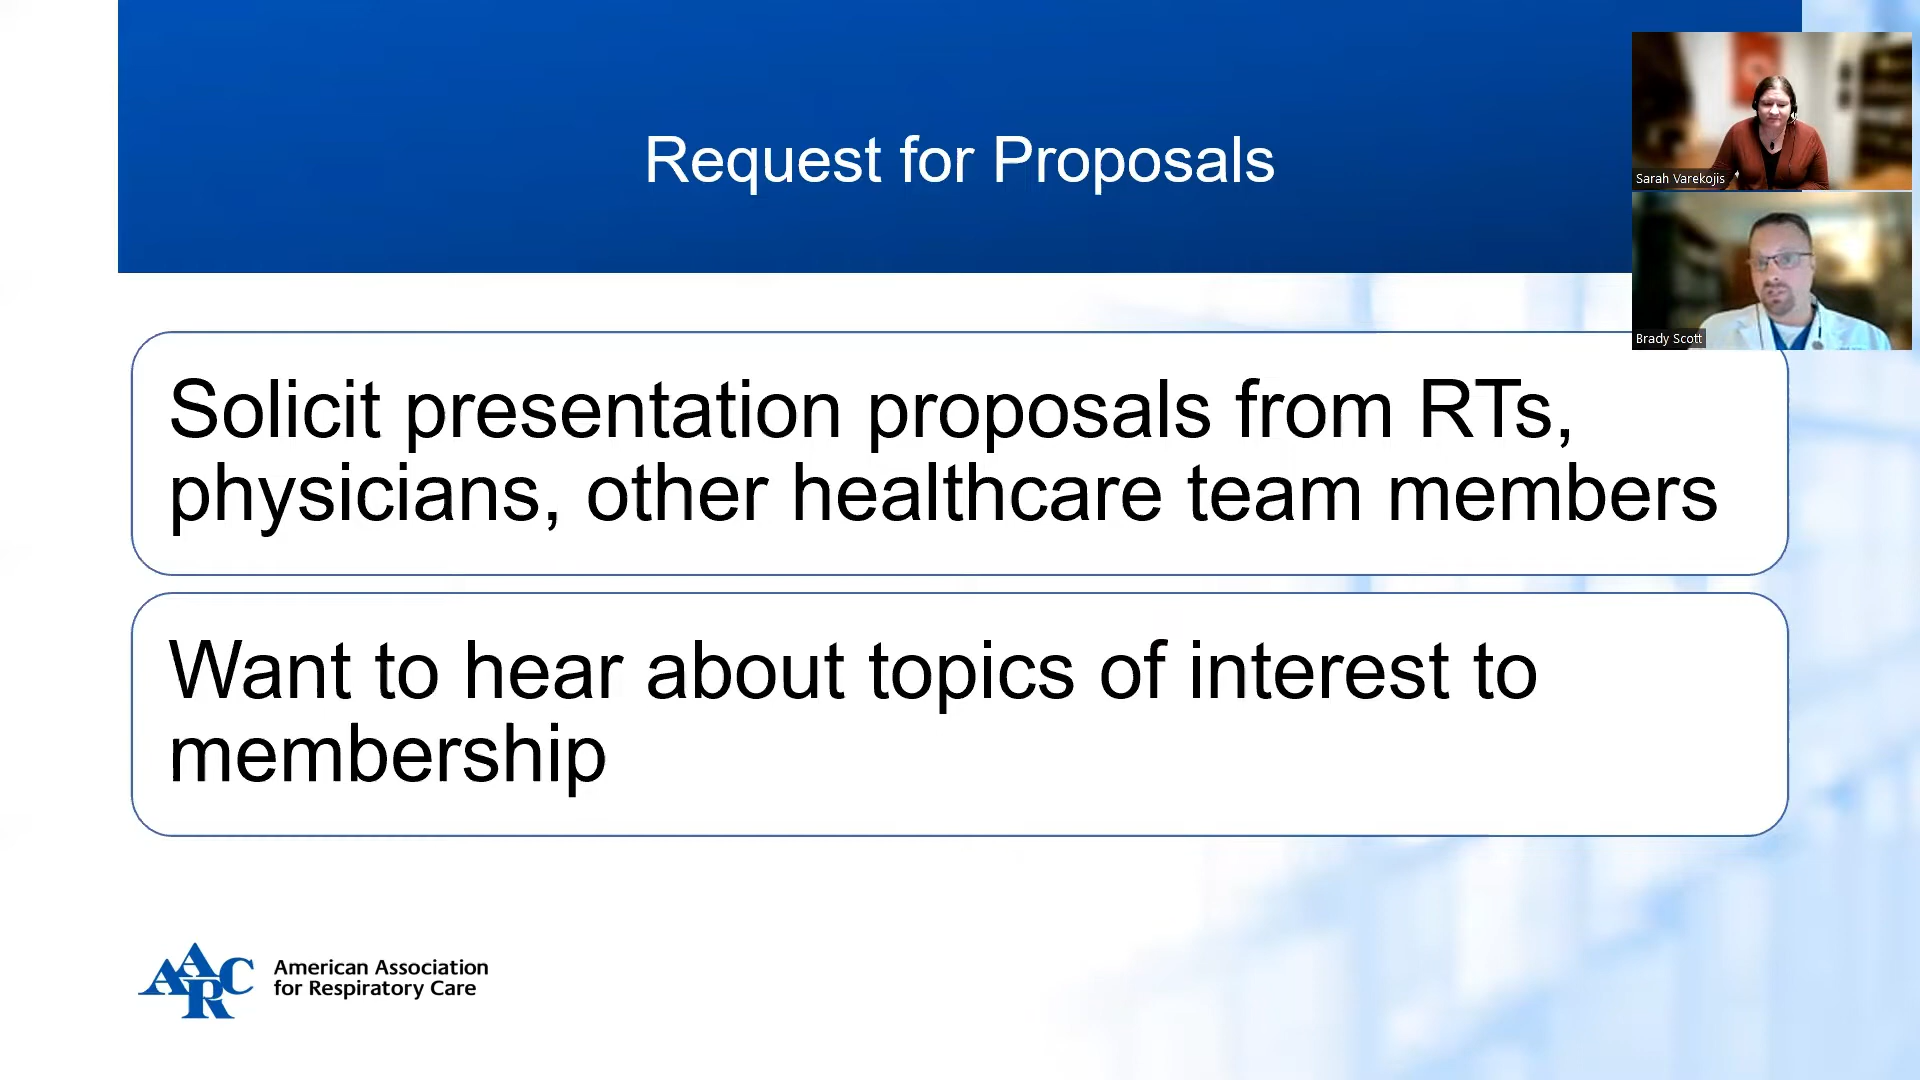 Request for Proposals
Sarah Varekojis
Brady Scott
Solicit presentation proposals from RTs,
physicians, other healthcare team members
Want to hear about topics of interest to
membership
AARC
American Association
for Respiratory Care